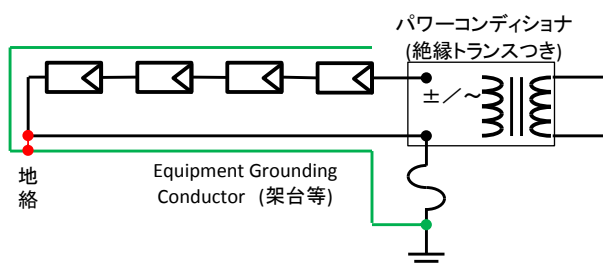 パワーコンディショナ
(絶縁トランスつき)
±／～
地
絡
Equipment Grounding
Conductor (架台等)